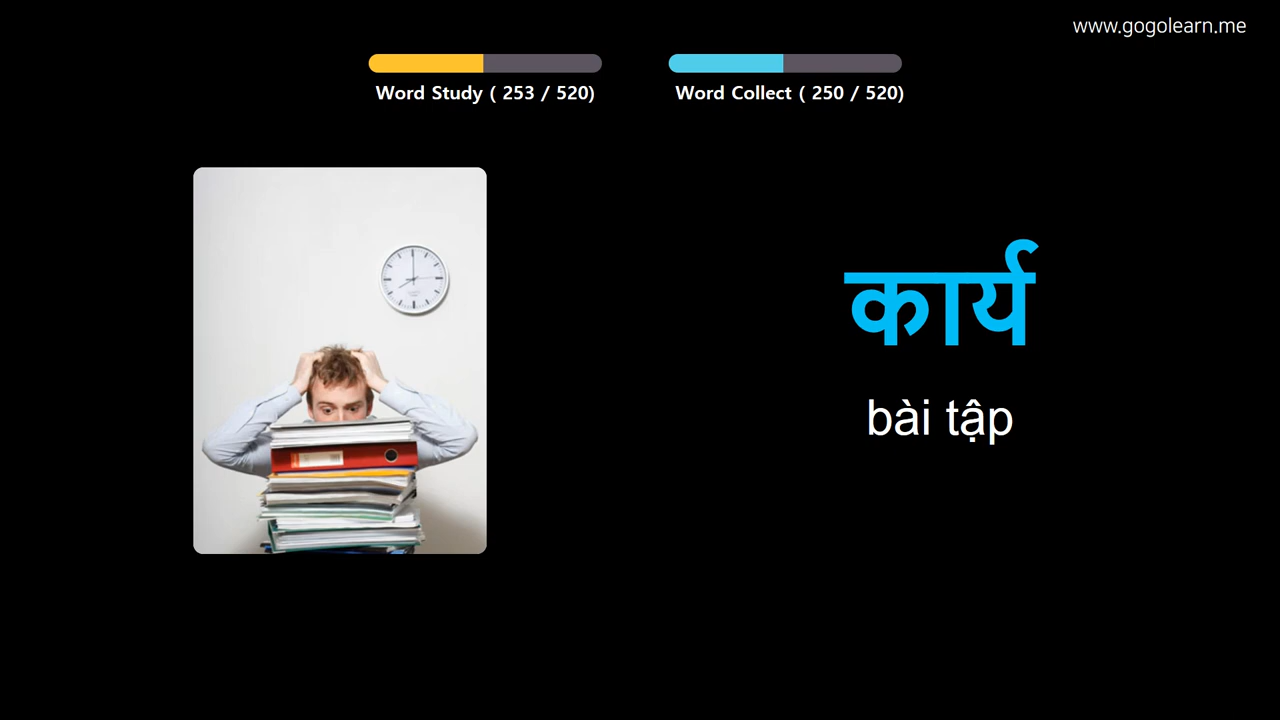 www.gogolearn.me
Word Study ( 253 / 520)
Word Collect ( 250 / 520)
कार्य
bài tập